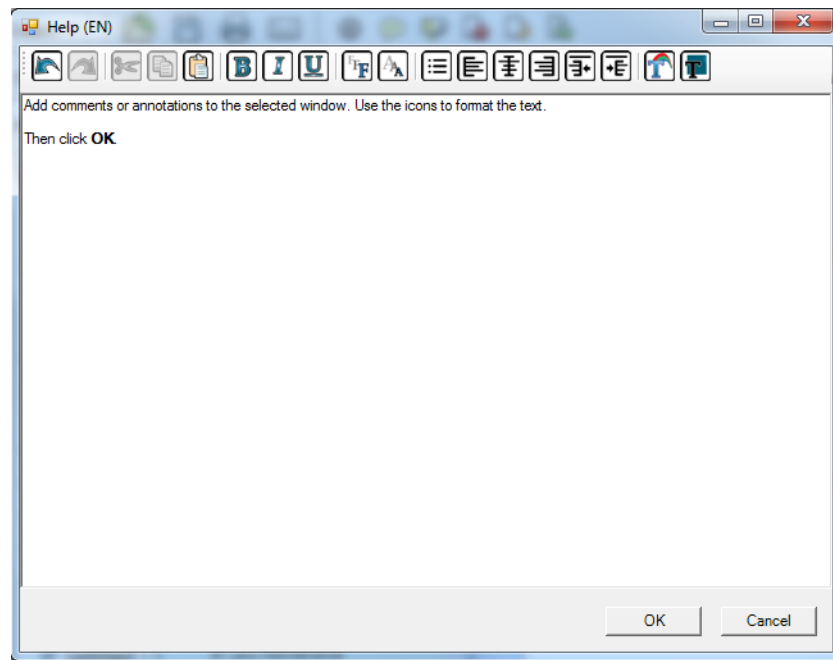 Help (EN)
Add comments or annotations to the selected window. Use the icons to format the text.
Then click OK.
OK Cancel